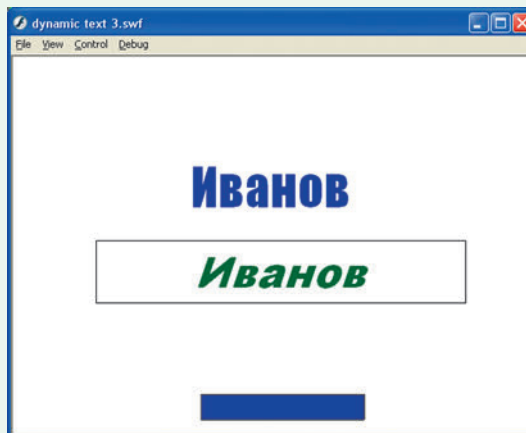 dynamic text 3.swf
File View Control Debug
Иванов
Иванов